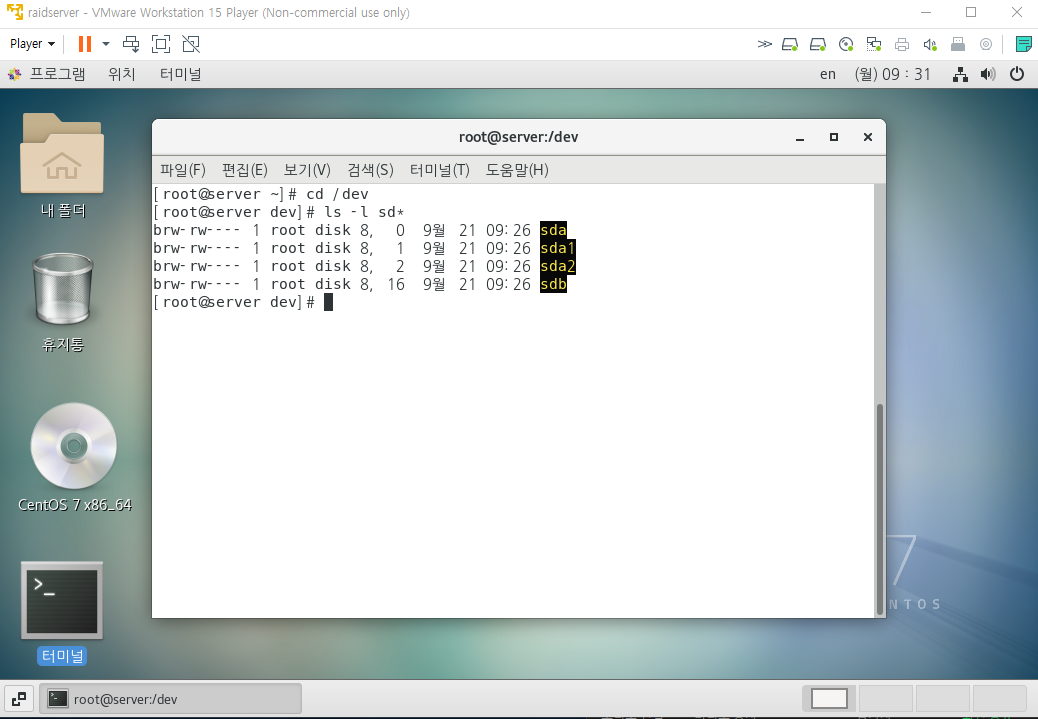 raidserver - VMware Workstation 15 Player (Non-commercial use only)
Player
프로그램 위치 터미널 en (월) 09 : 31
root@server:/dev
파일(F) 편집(E) 보기(V) 검색(S) 터미널(T) 도움말(H)
[root@server ~]# cd /dev
[root@server dev]# ls -l sd*
brw-rw---- 1 root disk 8, 0 9월 21 09:26 sda
brw-rw---- 1 root disk 8, 1 9월 21 09:26 sda1
brw-rw---- 1 root disk 8, 2 9월 21 09:26 sda2
brw-rw---- 1 root disk 8, 16 9월 21 09:26 sdb
[root@server dev]#
내 폴더
휴지통
CentOS 7 x86_64
터미널
7
NTOS
root@server:/dev